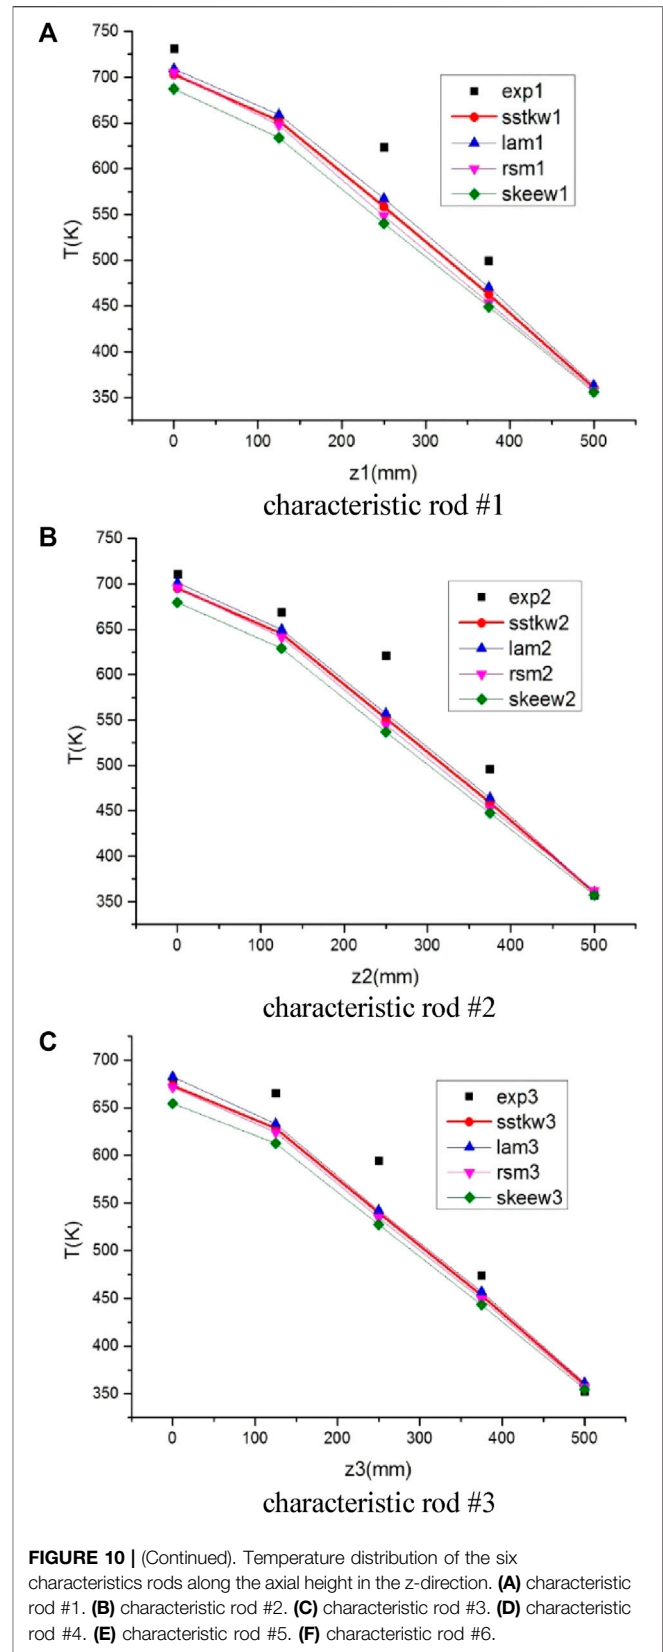 A
750
700
650
600
550
500
450
400
350
T(K)
exp1
sstkw1
lam1
rsm1
skeew1
0 100 200 300 400 500
z1(mm)
characteristic rod #1
B
750
700
650
600
550
500
450
400
350
T(K)
exp2
sstkw2
lam2
rsm2
skeew2
0 100 200 300 400 500
z2(mm)
characteristic rod #2
C
700
650
600
550
500
450
400
350
T(K)
exp3
sstkw3
lam3
rsm3
skeew3
0 100 200 300 400 500
z3(mm)
characteristic rod #3
FIGURE 10 | (Continued). Temperature distribution of the six
characteristics rods along the axial height in the z-direction. (A) characteristic
rod #1. (B) characteristic rod #2. (C) characteristic rod #3. (D) characteristic
rod #4. (E) characteristic rod #5. (F) characteristic rod #6.